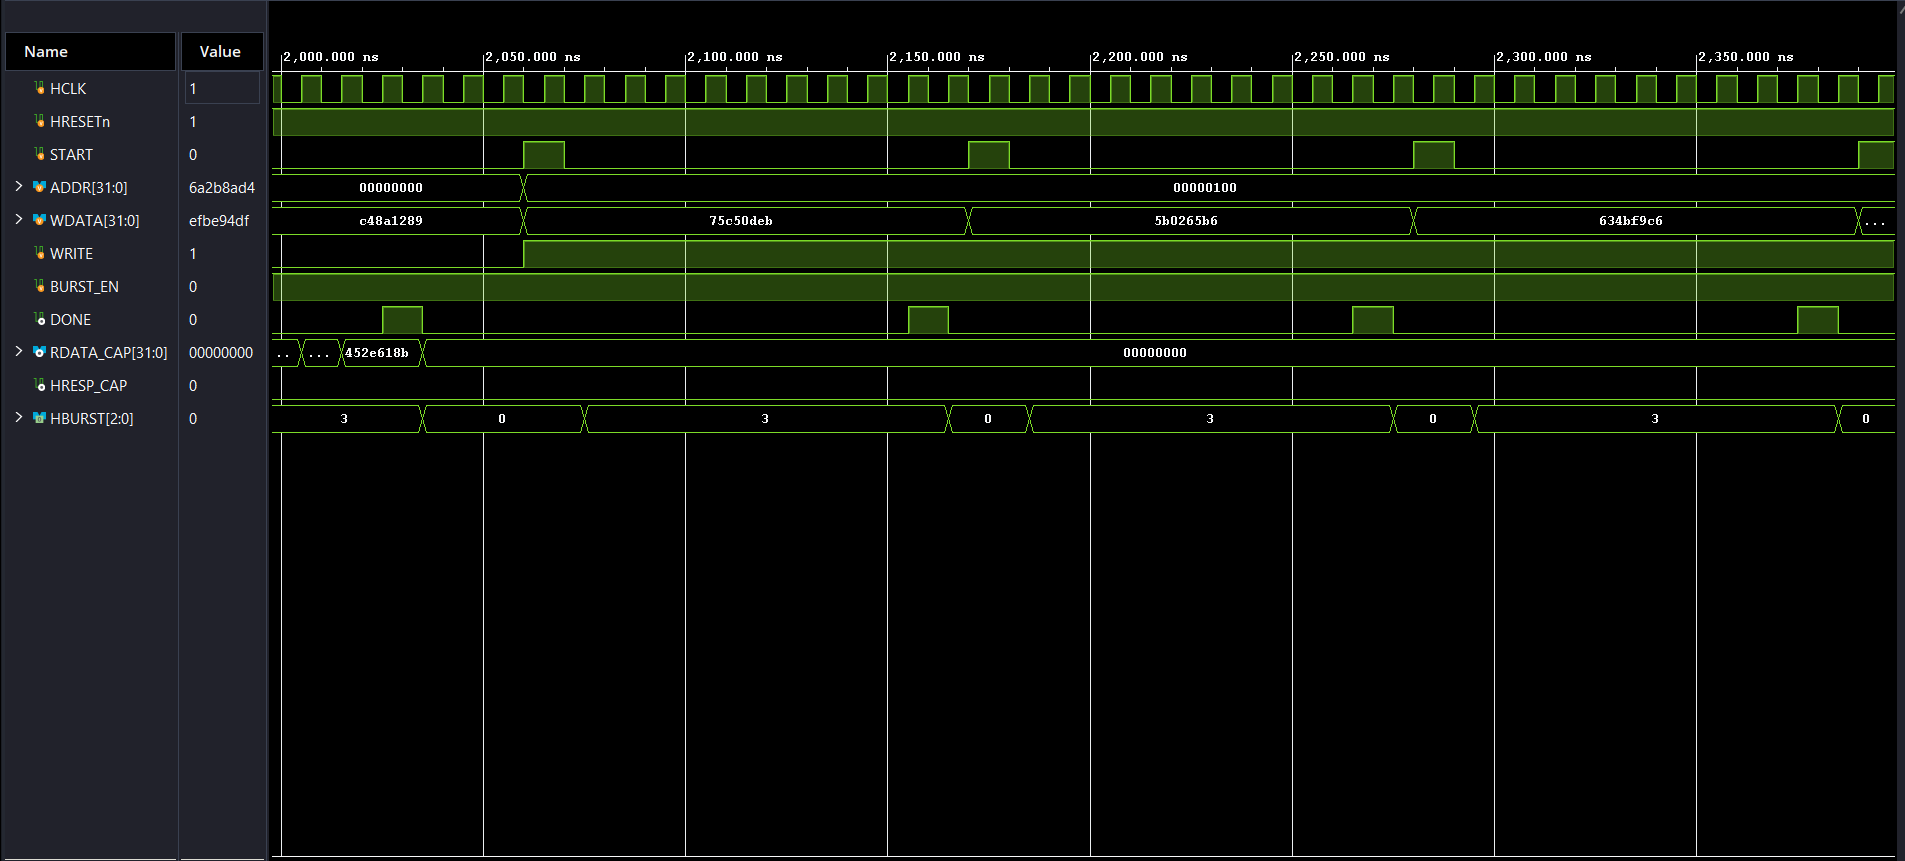 Name Value
2,000.000 ns 2,050.000 ns 2,100.000 ns 2,150.000 ns 2,200.000 ns 2,250.000 ns 2,300.000 ns 2,350.000 ns
HCLK 1
HRESETn 1
START 0
ADDR[31:0] 6a2b8ad4 00000000 00000100
WDATA[31:0] efbe94df c48a1289 75c50deb 5b0265b6 634bf9c6 ...
WRITE 1
BURST_EN 0
DONE 0
RDATA_CAP[31:0] 00000000 .. ... 452e618b 00000000
HRESP_CAP 0
HBURST[2:0] 0 3 0 3 0 3 0 3 0